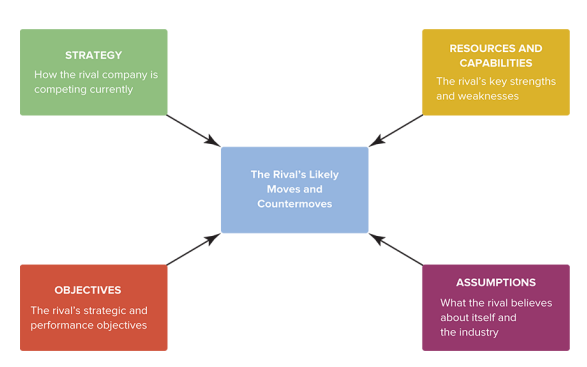 STRATEGY
How the rival company is
competing currently
RESOURCES AND
CAPABILITIES
The rival's key strengths
and weaknesses
The Rival's Likely
Moves and
Countermoves
OBJECTIVES
The rival's strategic and
performance objectives
ASSUMPTIONS
What the rival believes
about itself and
the industry